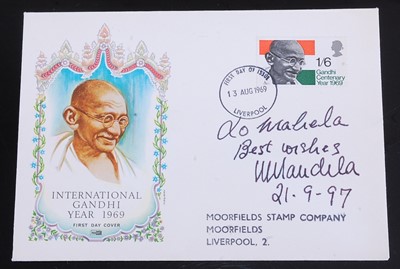 FIRST DAY OF ISSUE
13 AUG 1969
LIVERPOOL
1/6
Gandhi
Centenary
Year 1969
To Mahela
Best wishes
NMandela
21-9-97
INTERNATIONAL
GANDHI
YEAR 1969
FIRST DAY COVER
MOORFIELDS STAMP COMPANY
MOORFIELDS
LIVERPOOL, 2.